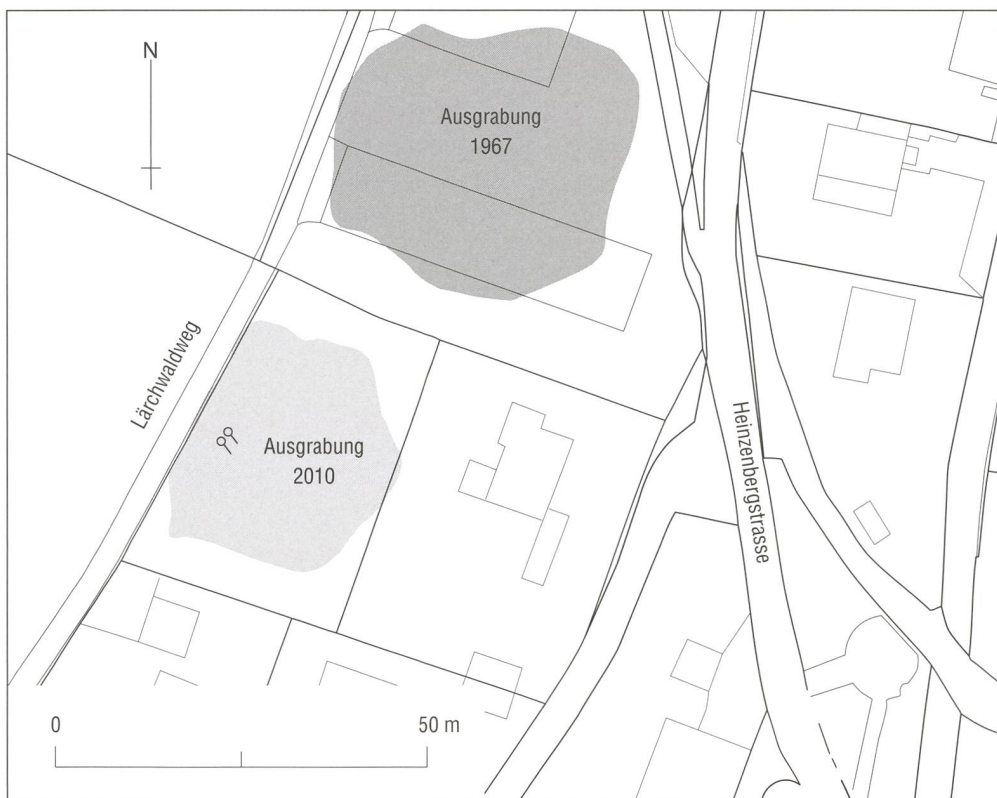 N
Ausgrabung
1967
Lärchwaldweg
Ausgrabung
2010
Heinzenbergstrasse
0
50 m